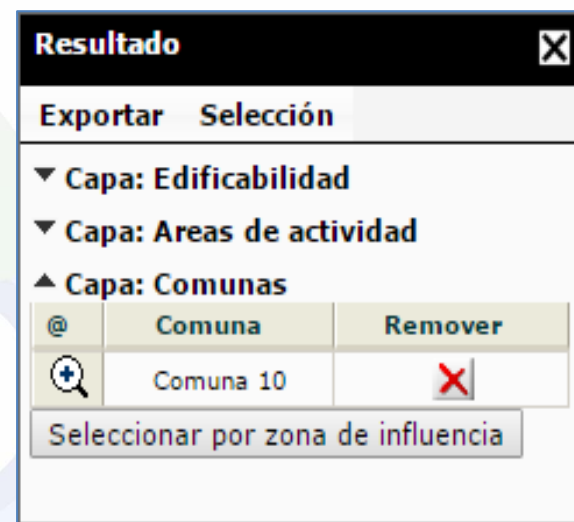 Resultado
Exportar Selección
Capa: Edificabilidad
Capa: Areas de actividad
Capa: Comunas
@ Comuna Remover
Comuna 10
Seleccionar por zona de influencia